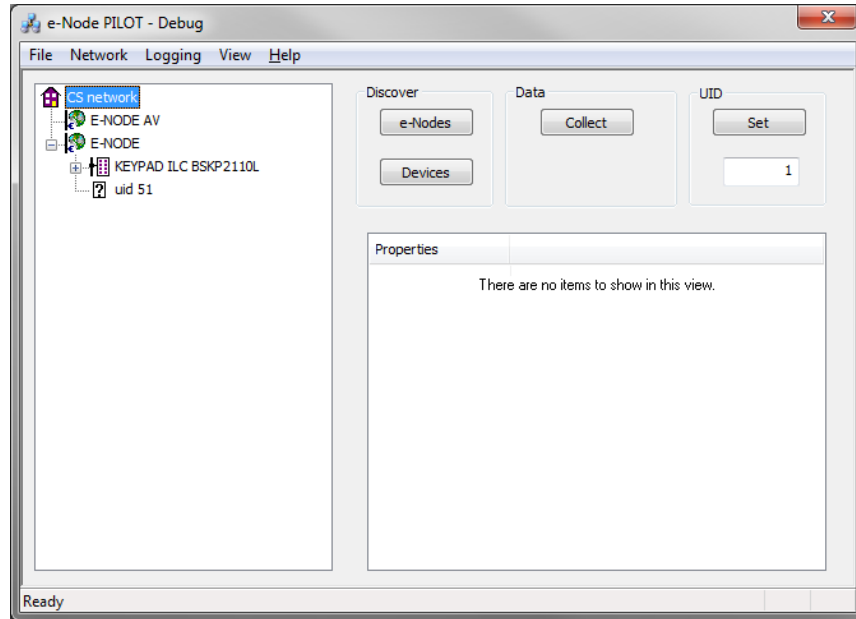 e-Node PILOT - Debug
File Network Logging View Help
CS network
E-NODE AV
E-NODE
KEYPAD ILC BSKP2110L
uid 51
Discover
e-Nodes
Devices
Data
Collect
UID
Set
1
Properties
There are no items to show in this view.
Ready